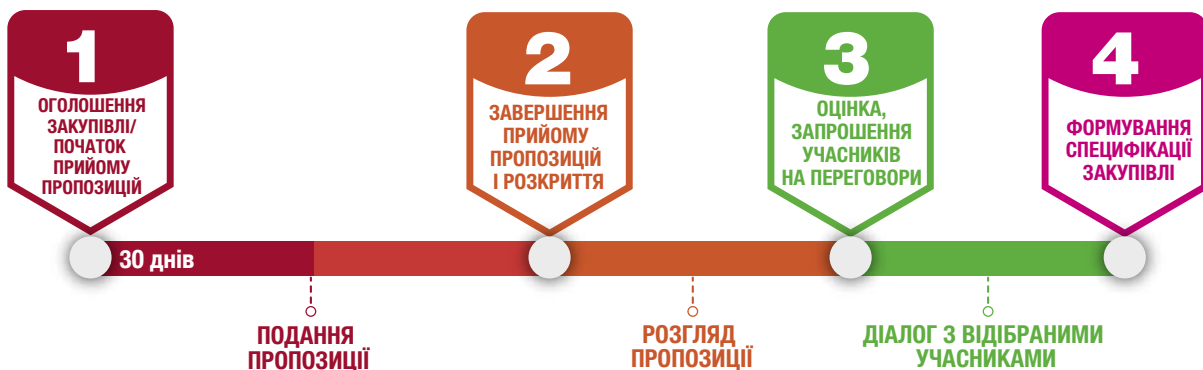 1
ОГОЛОШЕННЯ
ЗАКУПІВЛІ/
ПОЧАТОК
ПРИЙОМУ
ПРОПОЗИЦІЙ
2
ЗАВЕРШЕННЯ
ПРИЙОМУ
ПРОПОЗИЦІЙ
І РОЗКРИТТЯ
3
ОЦІНКА,
ЗАПРОШЕННЯ
УЧАСНИКІВ
НА ПЕРЕГОВОРИ
4
ФОРМУВАННЯ
СПЕЦИФІКАЦІЇ
ЗАКУПІВЛІ
30 днів
ПОДАННЯ
ПРОПОЗИЦІЇ
РОЗГЛЯД
ПРОПОЗИЦІЇ
ДІАЛОГ З ВІДІБРАНИМИ
УЧАСНИКАМИ